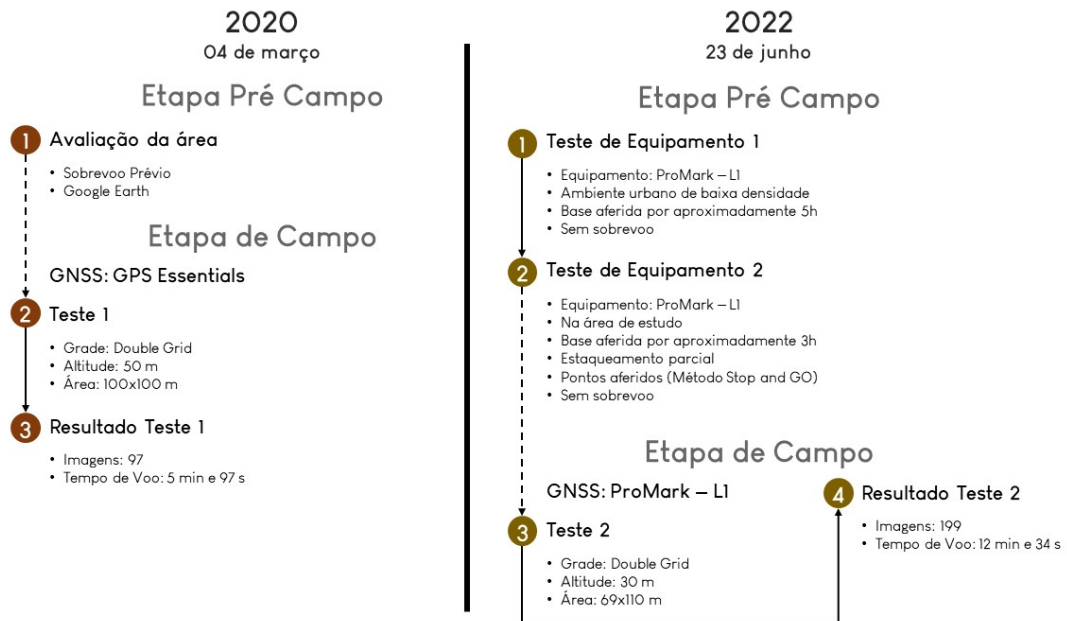 2020
04 de março
Etapa Pré Campo
1 Avaliação da área
• Sobrevoo Prévio
• Google Earth
Etapa de Campo
GNSS: GPS Essentials
2 Teste 1
• Grade: Double Grid
• Altitude: 50 m
• Área: 100x100 m
3 Resultado Teste 1
• Imagens: 97
• Tempo de Voo: 5 min e 97 s
2022
23 de junho
Etapa Pré Campo
1 Teste de Equipamento 1
• Equipamento: ProMark – L1
• Ambiente urbano de baixa densidade
• Base aferida por aproximadamente 5h
• Sem sobrevoo
2 Teste de Equipamento 2
• Equipamento: ProMark – L1
• Na área de estudo
• Base aferida por aproximadamente 3h
• Estaqueamento parcial
• Pontos aferidos (Método Stop and GO)
• Sem sobrevoo
Etapa de Campo
GNSS: ProMark – L1
3 Teste 2
• Grade: Double Grid
• Altitude: 30 m
• Área: 69x110 m
4 Resultado Teste 2
• Imagens: 199
• Tempo de Voo: 12 min e 34 s